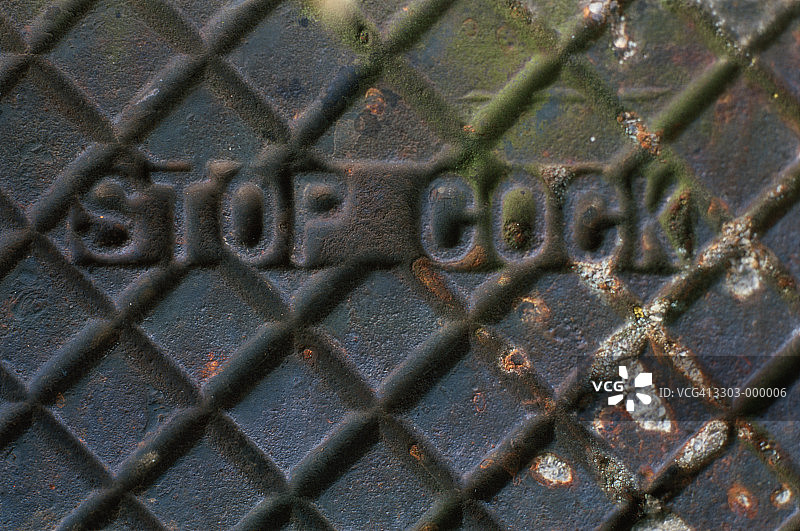 STOP COCK
VCG
ID: VCG413303-000006